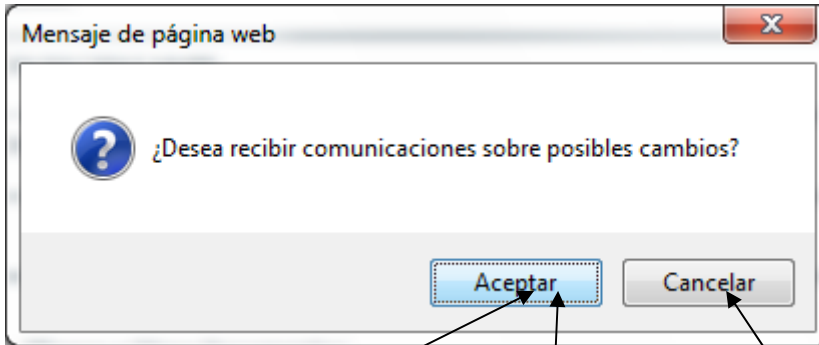 Mensaje de página web
¿Desea recibir comunicaciones sobre posibles cambios?
Aceptar
Cancelar